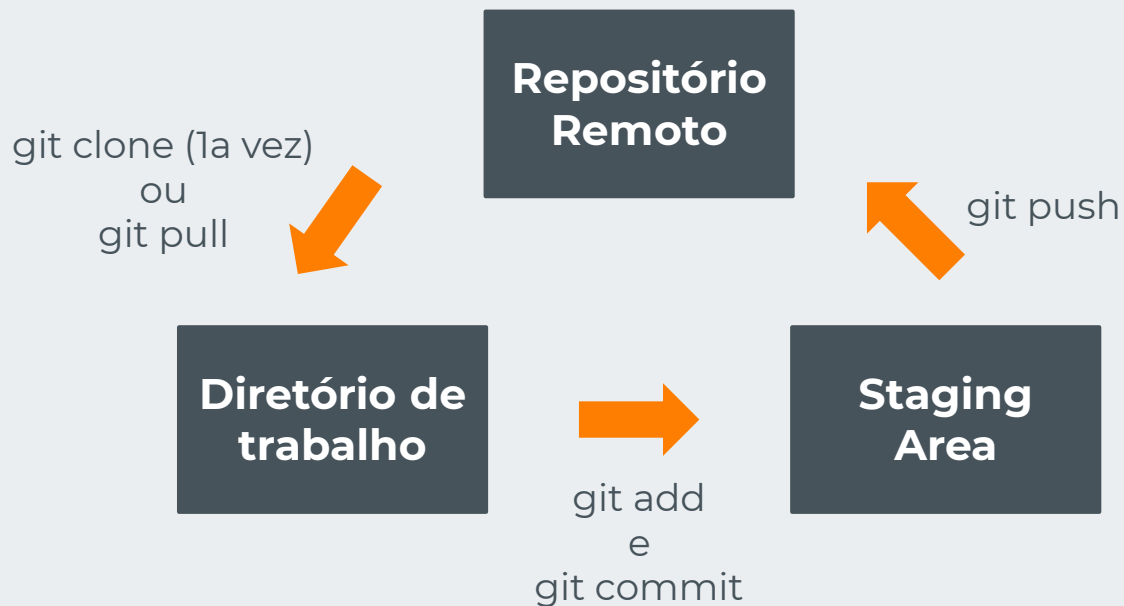 Repositório
Remoto
git clone (1a vez)
ou
git pull
git push
Diretório de
trabalho
Staging
Area
git add
e
git commit